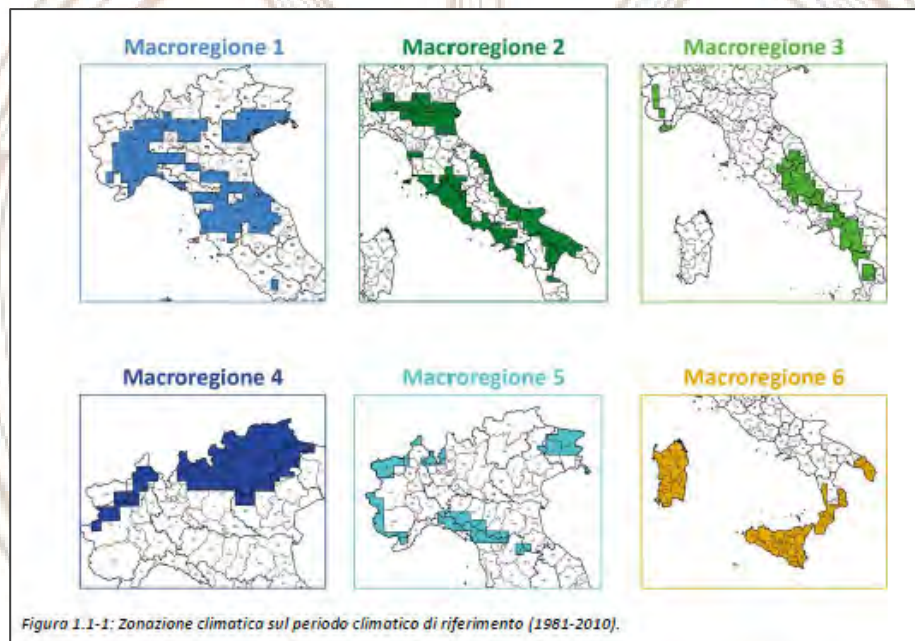 Macroregione 1
Macroregione 2
Macroregione 3
Macroregione 4
Macroregione 5
Macroregione 6
Figura 1.1-1: Zonazione climatica sul periodo climatico di riferimento (1981-2010).